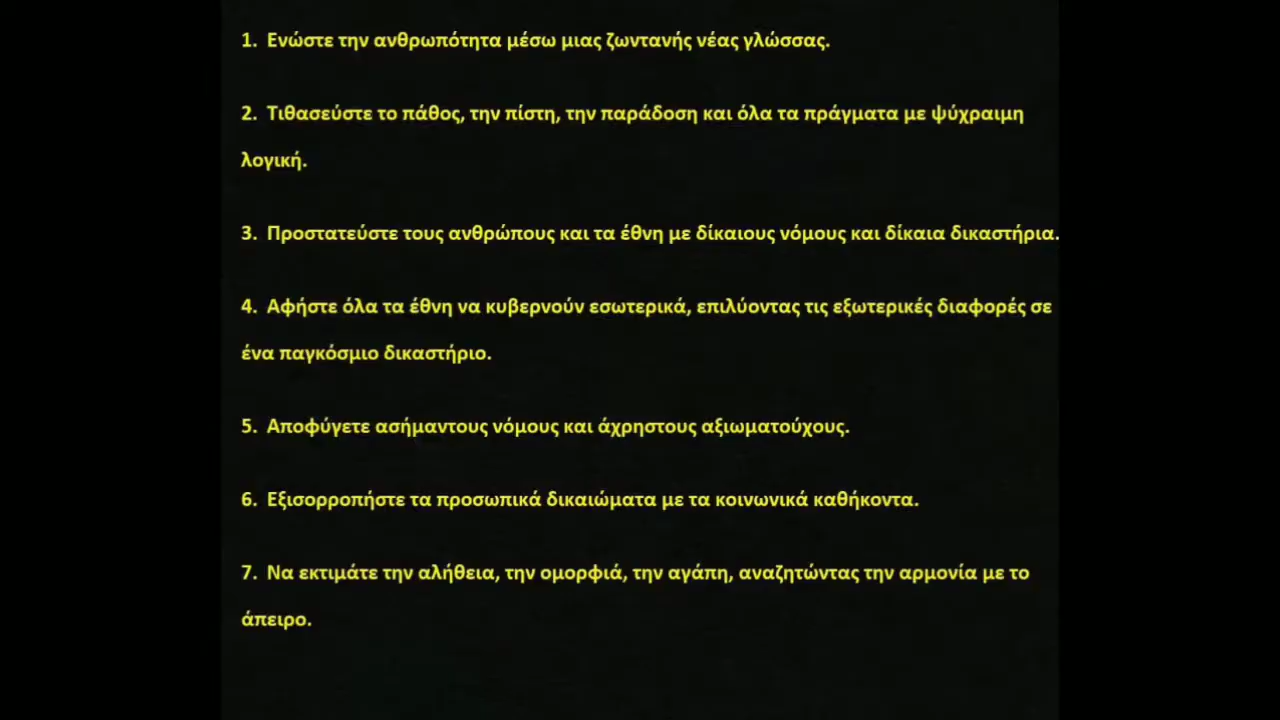 1. Ενώστε την ανθρωπότητα μέσω μιας ζωντανής νέας γλώσσας.
2. Τιθασεύστε το πάθος, την πίστη, την παράδοση και όλα τα πράγματα με ψύχραιμη
λογική.
3. Προστατεύστε τους ανθρώπους και τα έθνη με δίκαιους νόμους και δίκαια δικαστήρια.
4. Αφήστε όλα τα έθνη να κυβερνούν εσωτερικά, επιλύοντας τις εξωτερικές διαφορές σε
ένα παγκόσμιο δικαστήριο.
5. Αποφύγετε ασήμαντους νόμους και άχρηστους αξιωματούχους.
6. Εξισορροπήστε τα προσωπικά δικαιώματα με τα κοινωνικά καθήκοντα.
7. Να εκτιμάτε την αλήθεια, την ομορφιά, την αγάπη, αναζητώντας την αρμονία με το
άπειρο.